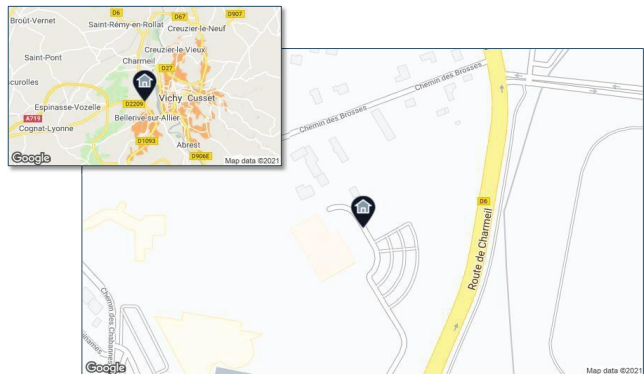 Broût-Vernet
D6
D67
D907
Saint-Rémy-en-Rollat
Creuzier-le-Neuf
Creuzier-le-Vieux
Saint-Pont
Charmeil
D27
curolles
Espinasse-Vozelle
D2209
Vichy
Cusset
A719
Bellerive-sur-Allier
Cognat-Lyonne
D1093
Abrest
D906E
Google
Map data ©2021
Chemin des Brosses
Chemin des Brosses
D6
Route de Charmeil
Chemin des Chabannes
Google
Map data ©2021